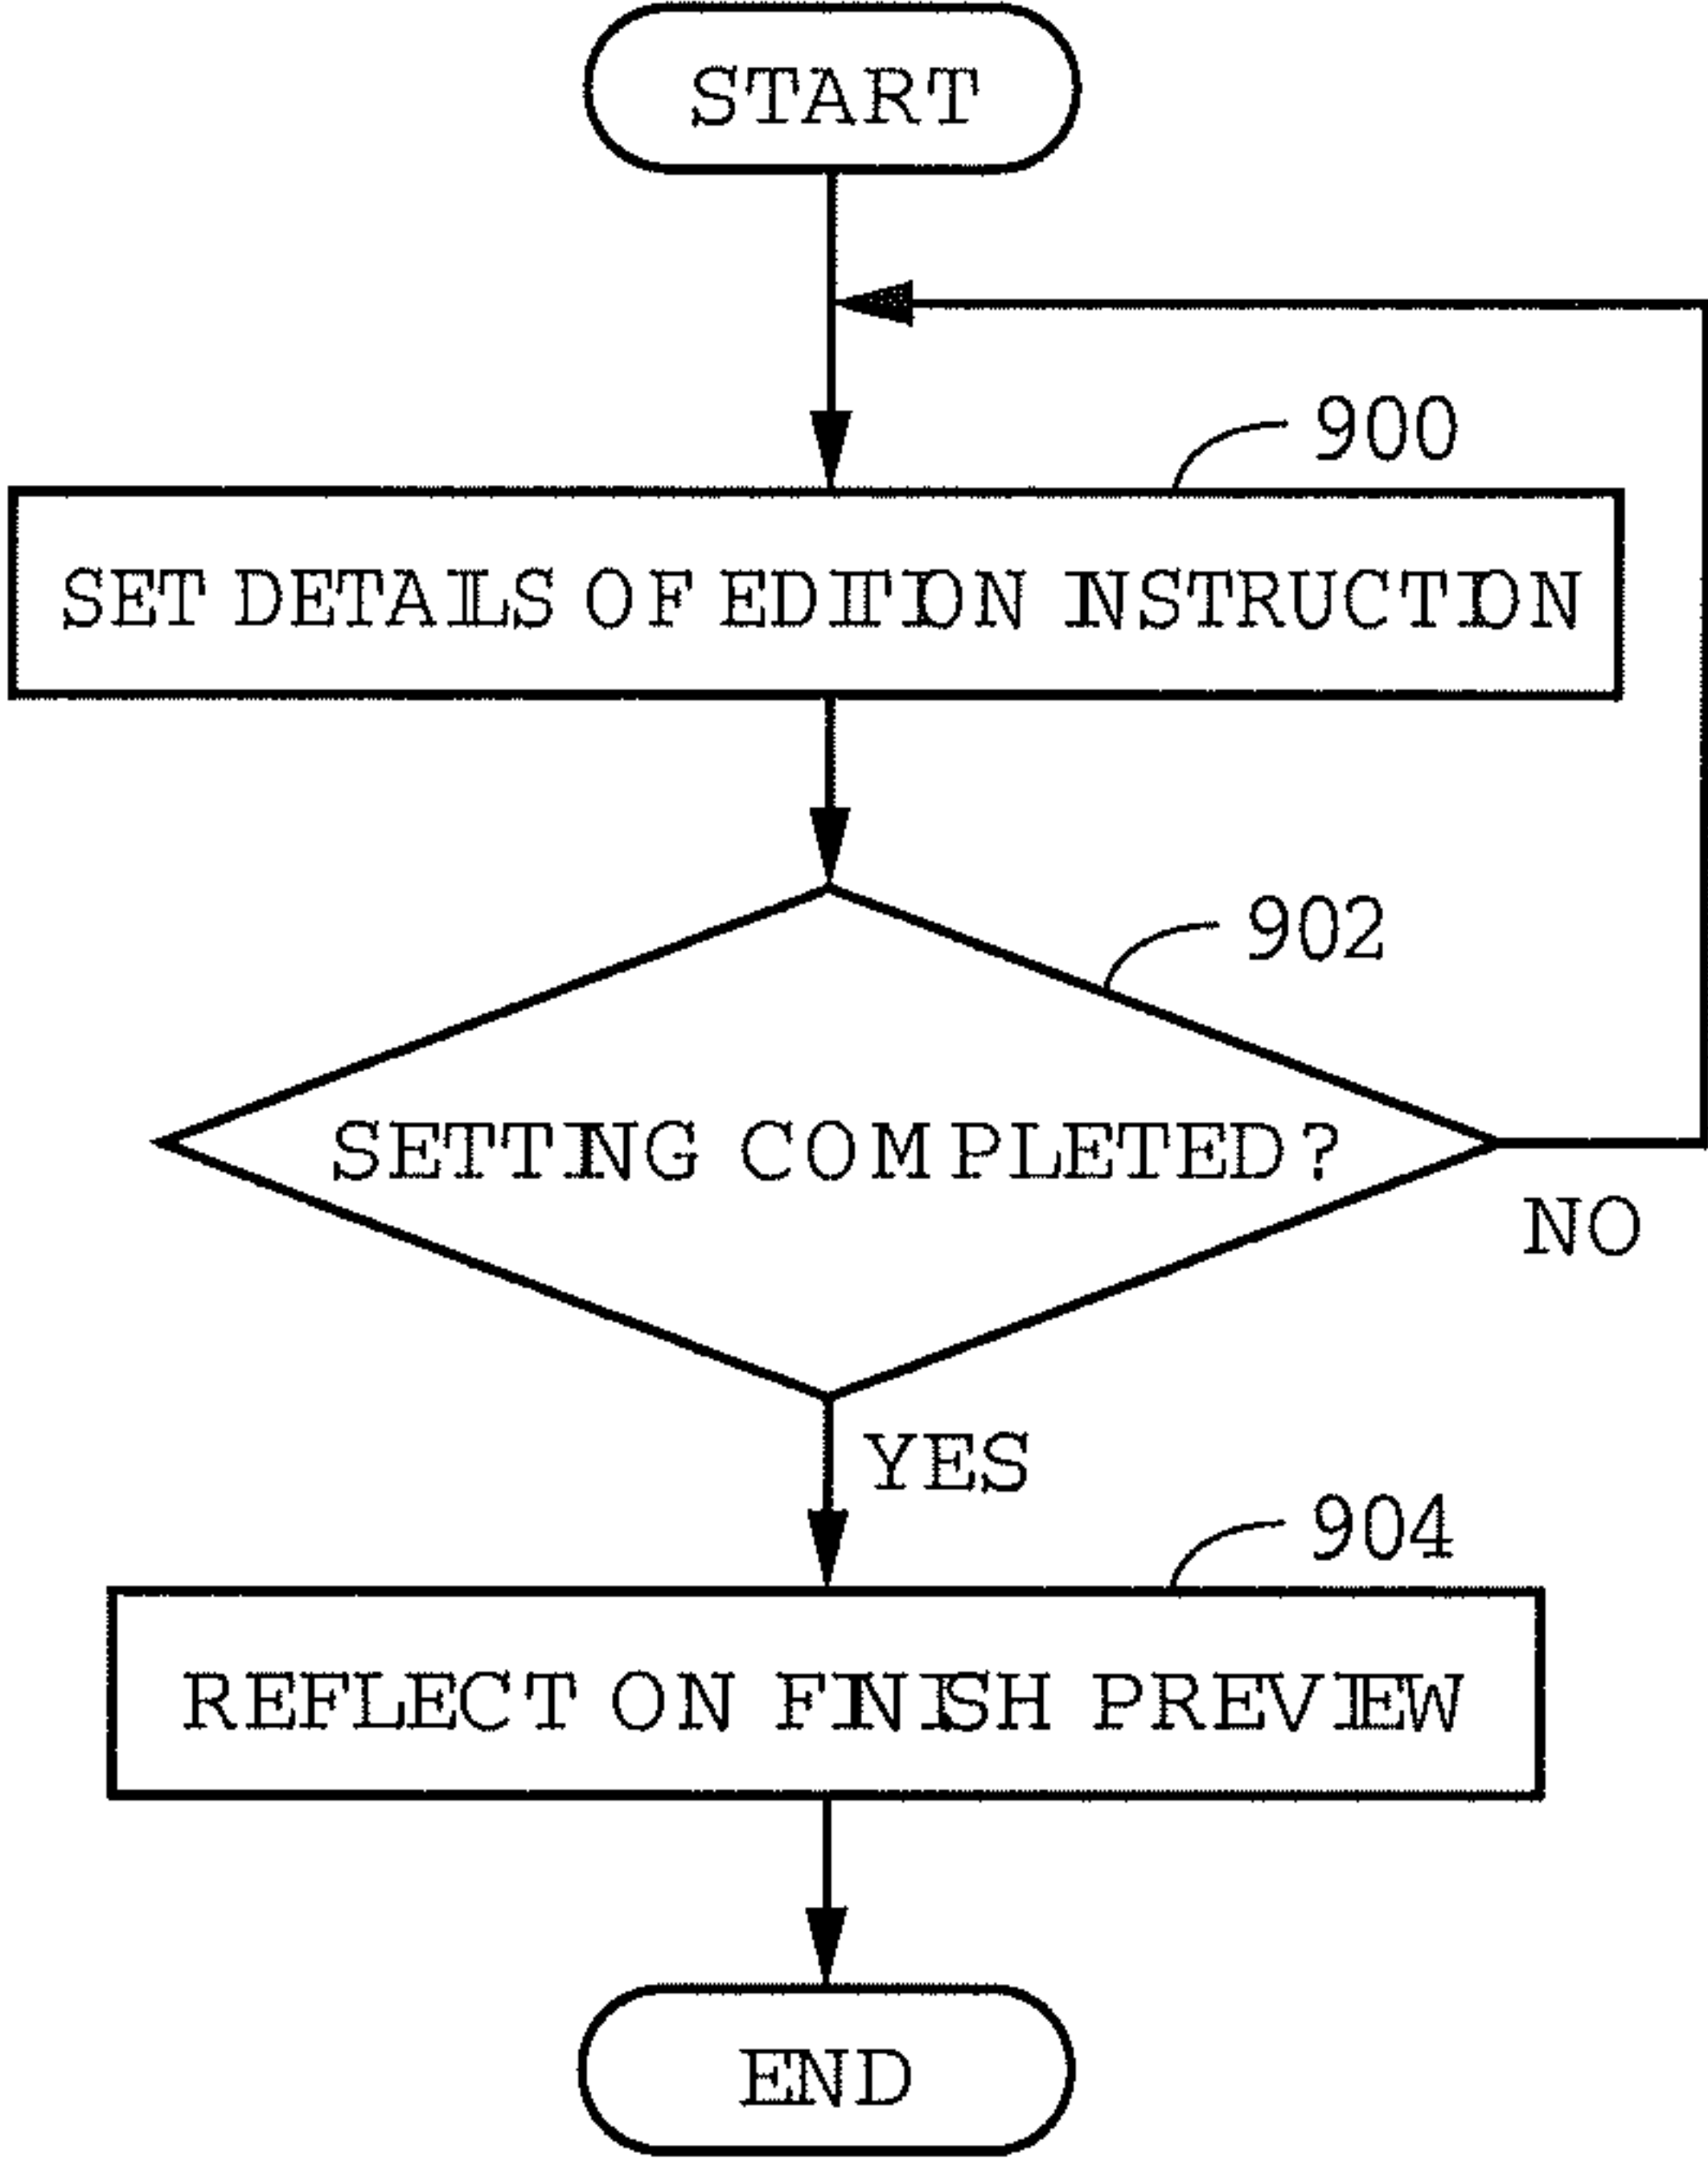 START
900
SET DETAILS OF EDITION INSTRUCTION
902
SETTING COMPLETED?
NO
YES
904
REFLECT ON FINISH PREVIEW
END